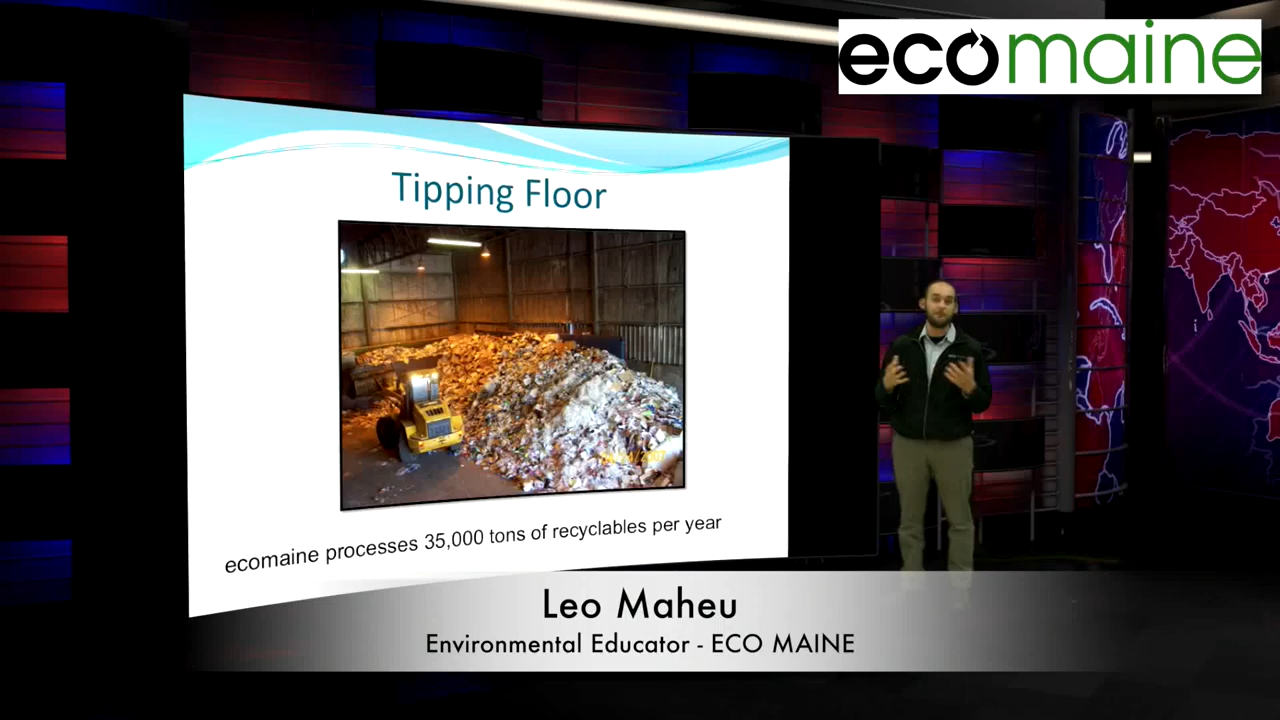 ecomaine
Tipping Floor
ecomaine processes 35,000 tons of recyclables per year
Leo Maheu
Environmental Educator - ECO MAINE